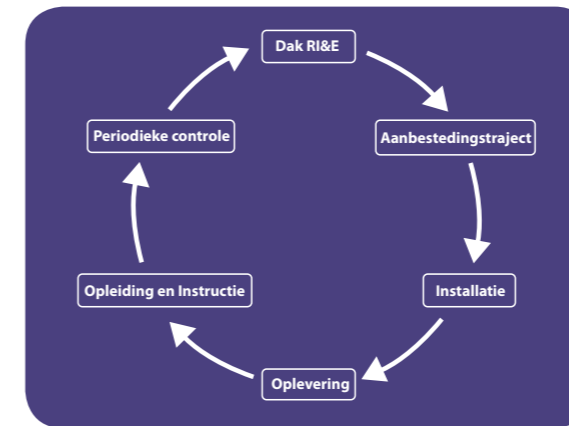 Dak RI&E
Aanbestedingstraject
Installatie
Oplevering
Opleiding en Instructie
Periodieke controle